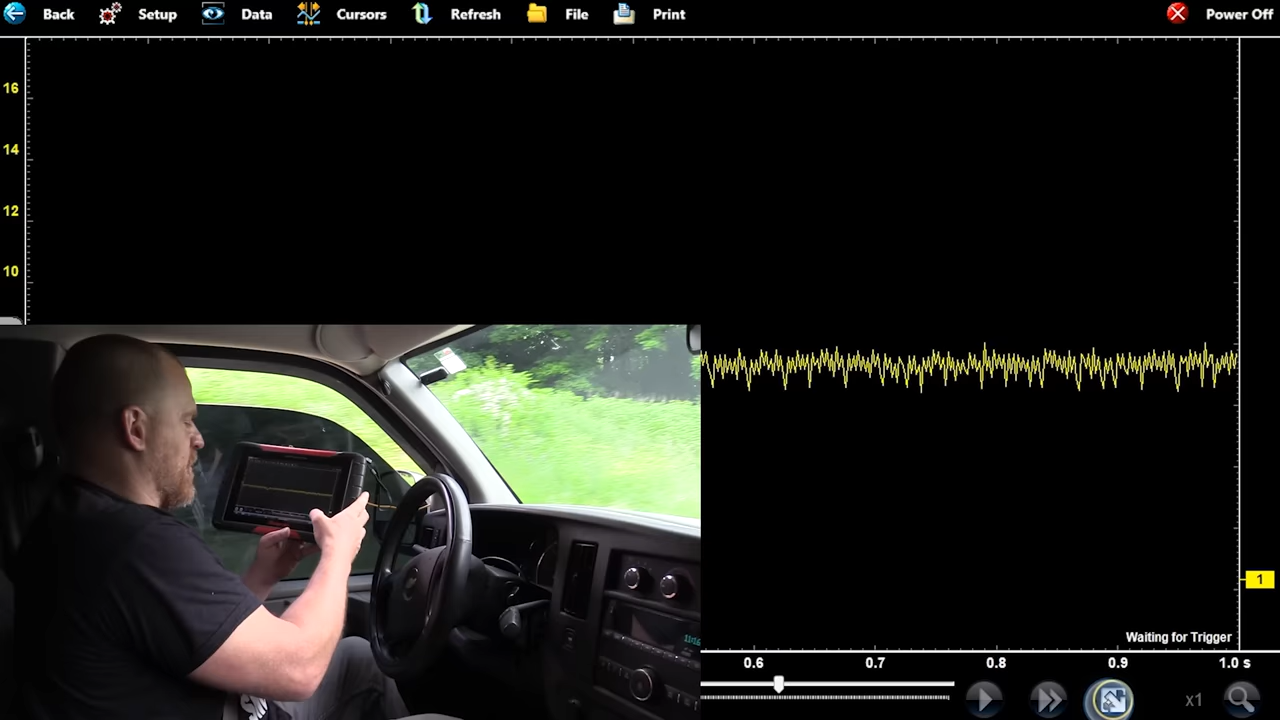 Back Setup Data Cursors Refresh File Print Power Off
16
14
12
10
1
Waiting for Trigger
0.6 0.7 0.8 0.9 1.0 s
x1